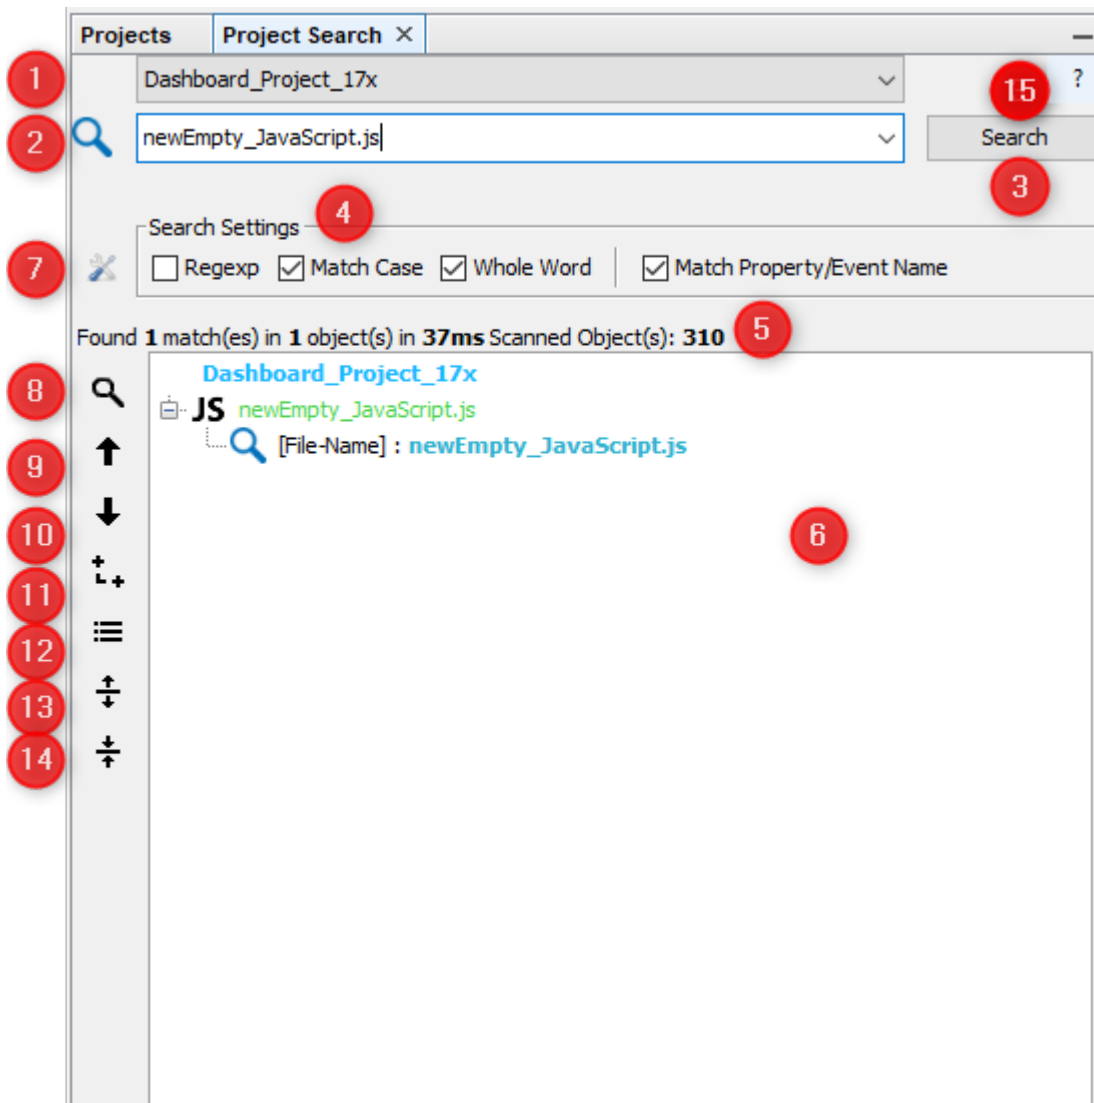 Projects Project Search ×
1 Dashboard_Project_17x 15 ?
2 newEmpty_JavaScript.js Search
3
4
Search Settings
7 Regexp Match Case Whole Word Match Property/Event Name
5
Found 1 match(es) in 1 object(s) in 37ms Scanned Object(s): 310
8 Dashboard_Project_17x
JS newEmpty_JavaScript.js
9 [File-Name] : newEmpty_JavaScript.js
10 6
11
12
13
14